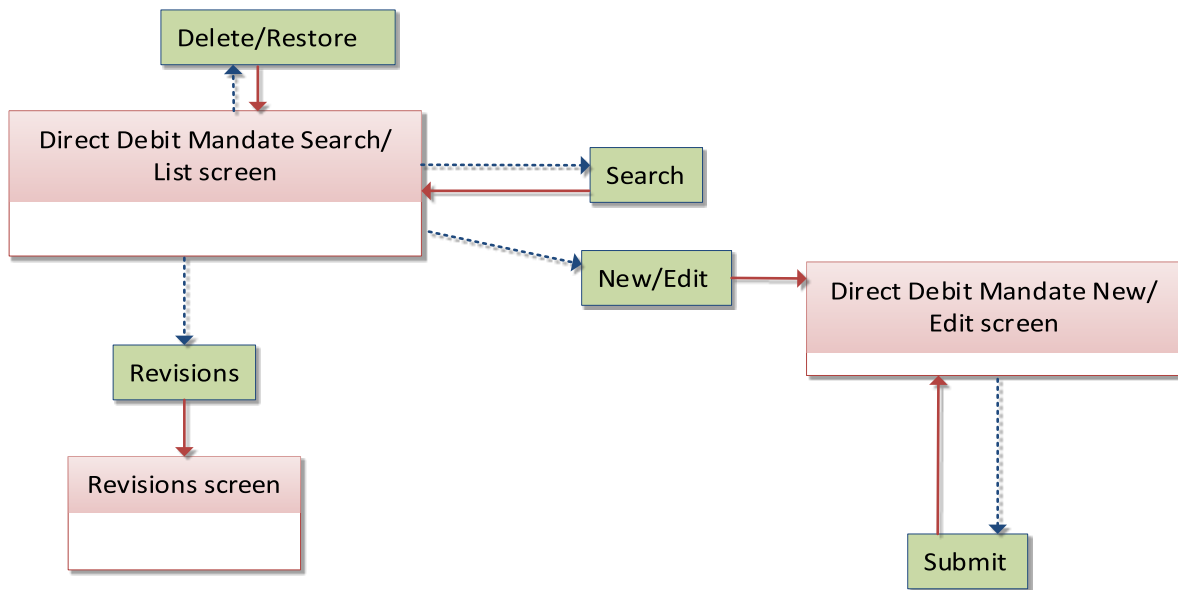 Delete/Restore
Direct Debit Mandate Search/
List screen
Search
New/Edit
Direct Debit Mandate New/
Edit screen
Revisions
Revisions screen
Submit